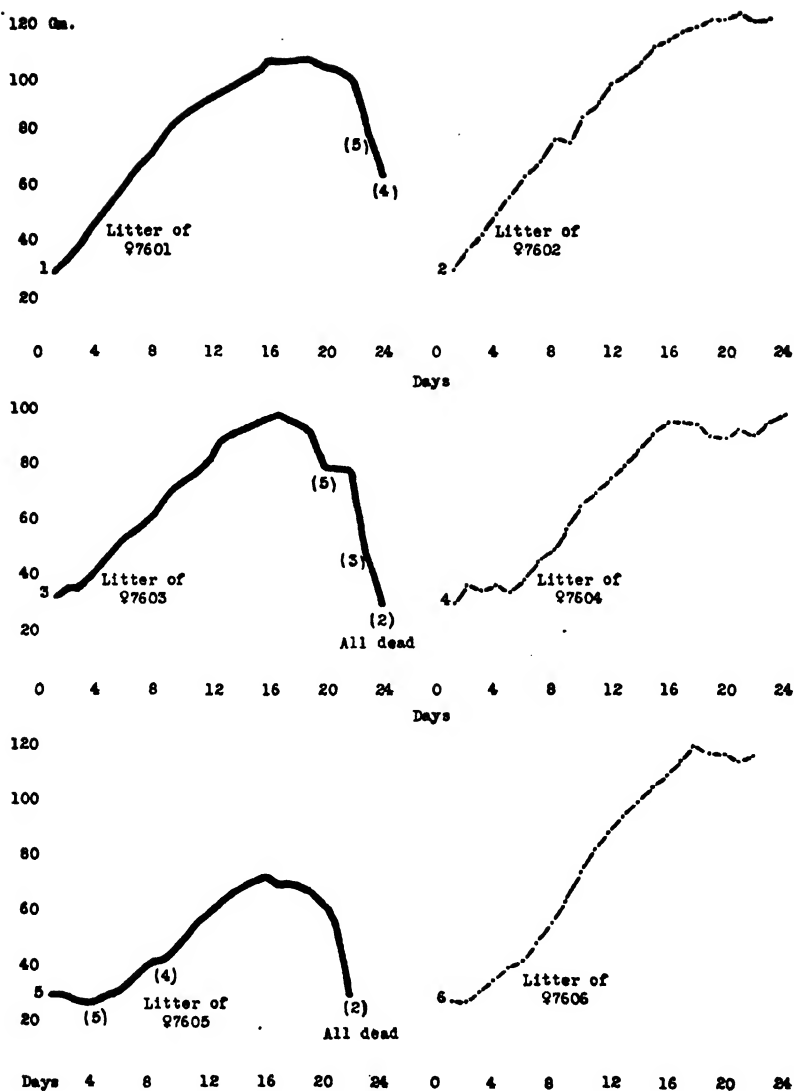 120 Gm.
100
80
60
40
20
1
(5)
(4)
Litter of
♀7601
2
Litter of
♀7602
0 4 8 12 16 20 24 0 4 8 12 16 20 24
Days
100
80
60
40
20
3
(5)
(3)
(2)
All dead
Litter of
♀7603
4
Litter of
♀7604
0 4 8 12 16 20 24 0 4 8 12 16 20 24
Days
120
100
80
60
40
20
5
(5)
(4)
(2)
All dead
Litter of
♀7605
6
Litter of
♀7606
Days 4 8 12 16 20 24 0 4 8 12 16 20 24